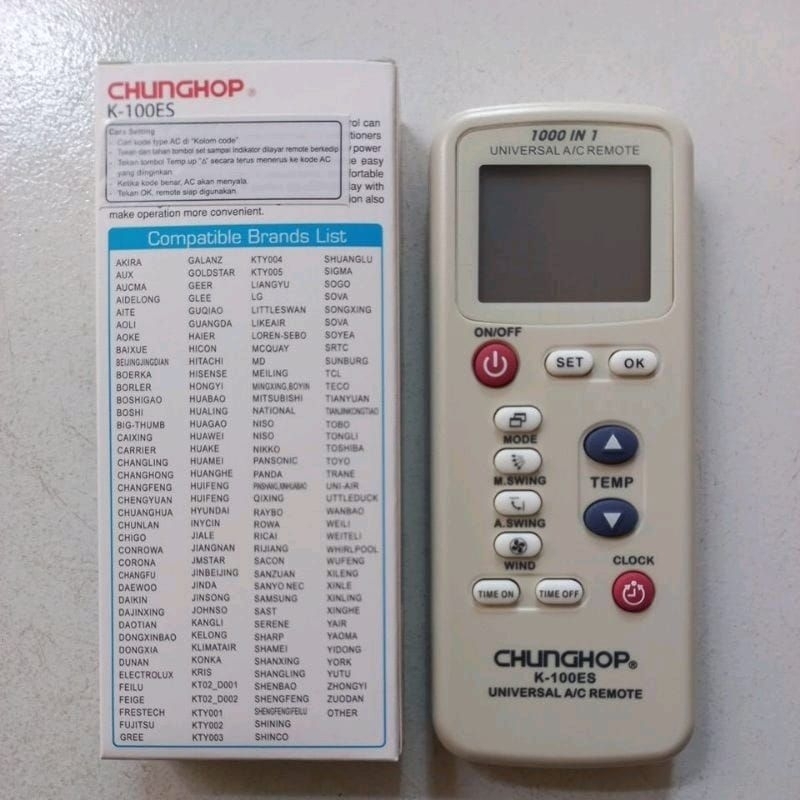 CHUNGHOP®
K-100ES
Cara Setting
- Cari kode type AC di "Kolom code"
- Tekan dan tahan tombol set sampai indikator dilayar remote berkedip
- Tekan tombol Temp.up "△" secara terus menerus ke kode AC
yang diinginkan
- Ketika kode benar, AC akan menyala.
- Tekan OK, remote siap digunakan
rol can
tioners
power
e easy
fortable
lay with
ion also
make operation more convenient.
Compatible Brands List
AKIRA
AUX
AUCMA
AIDELONG
AITE
AOLI
AOKE
BAIXUE
BEIJINGJINGDIAN
BOERKA
BORLER
BOSHIGAO
BOSHI
BIG-THUMB
CAIXING
CARRIER
CHANGLING
CHANGHONG
CHANGFENG
CHENGYUAN
CHUANGHUA
CHUNLAN
CHIGO
CONROWA
CORONA
CHANGFU
DAEWOO
DAIKIN
DAJINXING
DAOTIAN
DONGXINBAO
DONGXIA
DUNAN
ELECTROLUX
FEILU
FEIGE
FRESTECH
FUJITSU
GREE
GALANZ
GOLDSTAR
GEER
GLEE
GUQIAO
GUANGDA
HAIER
HICON
HITACHI
HISENSE
HONGYI
HUABAO
HUALING
HUAGAO
HUAWEI
HUAKE
HUAMEI
HUANGHE
HUIFENG
HUIFENG
HYUNDAI
INYCIN
JIALE
JIANGNAN
JMSTAR
JINBEIJING
JINDA
JINSONG
JOHNSO
KANGLI
KELONG
KLIMATAIR
KONKA
KRIS
KT02_D001
KT02_D002
KTY001
KTY002
KTY003
KTY004
KTY005
LIANGYU
LG
LITTLESWAN
LIKEAIR
LOREN-SEBO
MCQUAY
MD
MEILING
MINGXING,BOYIN
MITSUBISHI
NATIONAL
NISO
NISO
NIKKO
PANSONIC
PANDA
PINSHANG,XINHUABAO
QIXING
RAYBO
ROWA
RICAI
RIJIANG
SACON
SANZUAN
SANYO NEC
SAMSUNG
SAST
SERENE
SHARP
SHAMEI
SHANXING
SHANGLING
SHENBAO
SHENGFENG
SHENGFENGFEILU
SHINING
SHINCO
SHUANGLU
SIGMA
SOGO
SOVA
SONGXING
SOVA
SOYEA
SRTC
SUNBURG
TCL
TECO
TIANYUAN
TIANJINKONGTIAO
TOBO
TONGLI
TOSHIBA
TOYO
TRANE
UNI-AIR
UTTLEDUCK
WANBAO
WEILI
WEITELI
WHIRLPOOL
WUFENG
XILENG
XINLE
XINLING
XINGHE
YAIR
YAOMA
YIDONG
YORK
YUTU
ZHONGYI
ZUODAN
OTHER
1000 IN 1
UNIVERSAL A/C REMOTE
ON/OFF
SET
OK
MODE
M.SWING
TEMP
A.SWING
WIND
CLOCK
TIME ON
TIME OFF
CHUNGHOP®
K-100ES
UNIVERSAL A/C REMOTE